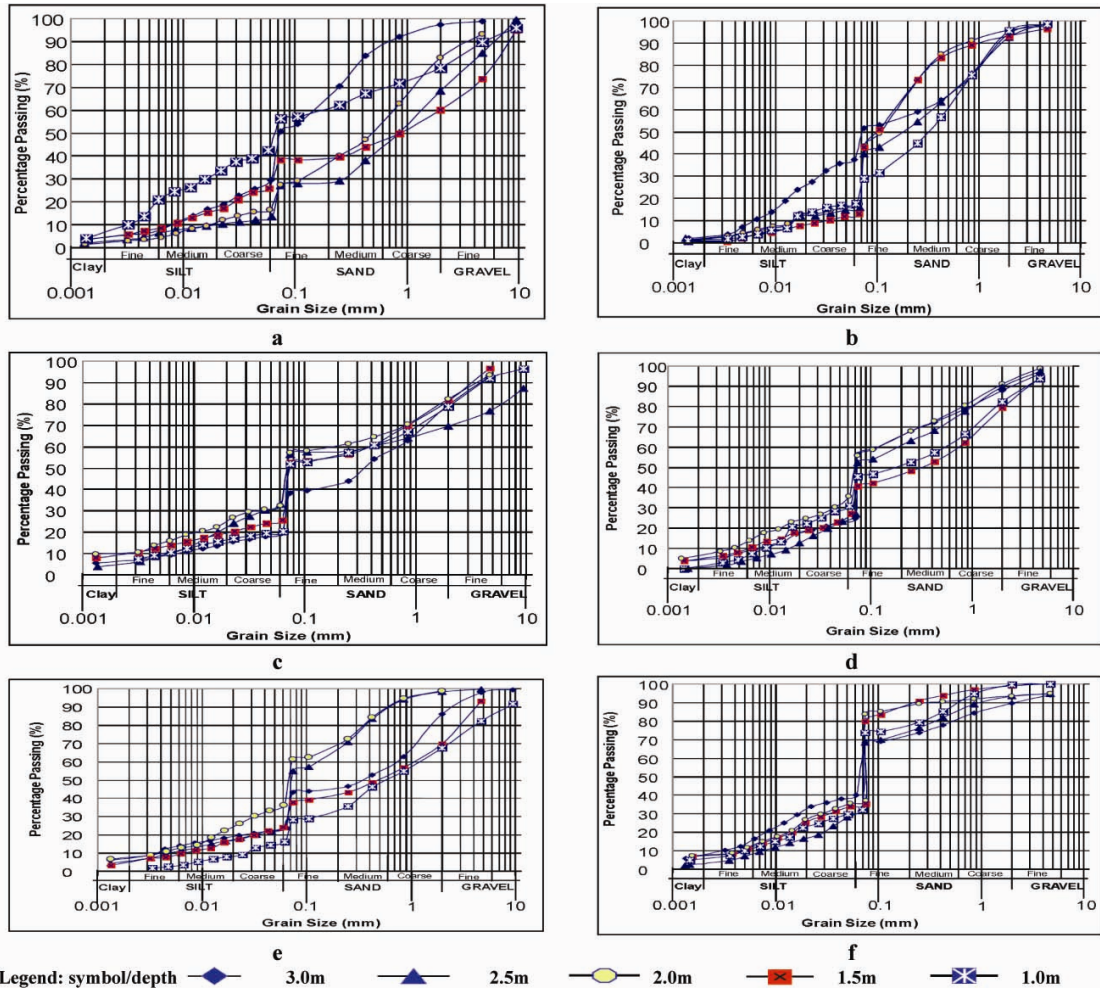 Percentage Passing (%)
100
90
80
70
60
50
40
30
20
10
0
Clay Fine Medium Coarse Fine Medium Coarse Fine
SILT SAND GRAVEL
0.001 0.01 0.1 1 10
Grain Size (mm)
a
Percentage Passing (%)
100
90
80
70
60
50
40
30
20
10
0
Clay Fine Medium Coarse Fine Medium Coarse Fine
SILT SAND GRAVEL
0.001 0.01 0.1 1 10
Grain Size (mm)
b
Percentage Passing (%)
100
90
80
70
60
50
40
30
20
10
0
Clay Fine Medium Coarse Fine Medium Coarse Fine
SILT SAND GRAVEL
0.001 0.01 0.1 1 10
Grain Size (mm)
c
Percentage Passing (%)
100
90
80
70
60
50
40
30
20
10
0
Clay Fine Medium Coarse Fine Medium Coarse Fine
SILT SAND GRAVEL
0.001 0.01 0.1 1 10
Grain Size (mm)
d
Percentage Passing (%)
100
90
80
70
60
50
40
30
20
10
0
Clay Fine Medium Coarse Fine Medium Coarse Fine
SILT SAND GRAVEL
0.001 0.01 0.1 1 10
Grain Size (mm)
e
Percentage Passing (%)
100
90
80
70
60
50
40
30
20
10
0
Clay Fine Medium Coarse Fine Medium Coarse Fine
SILT SAND GRAVEL
0.001 0.01 0.1 1 10
Grain Size (mm)
f
Legend: symbol/depth 3.0m 2.5m 2.0m 1.5m 1.0m